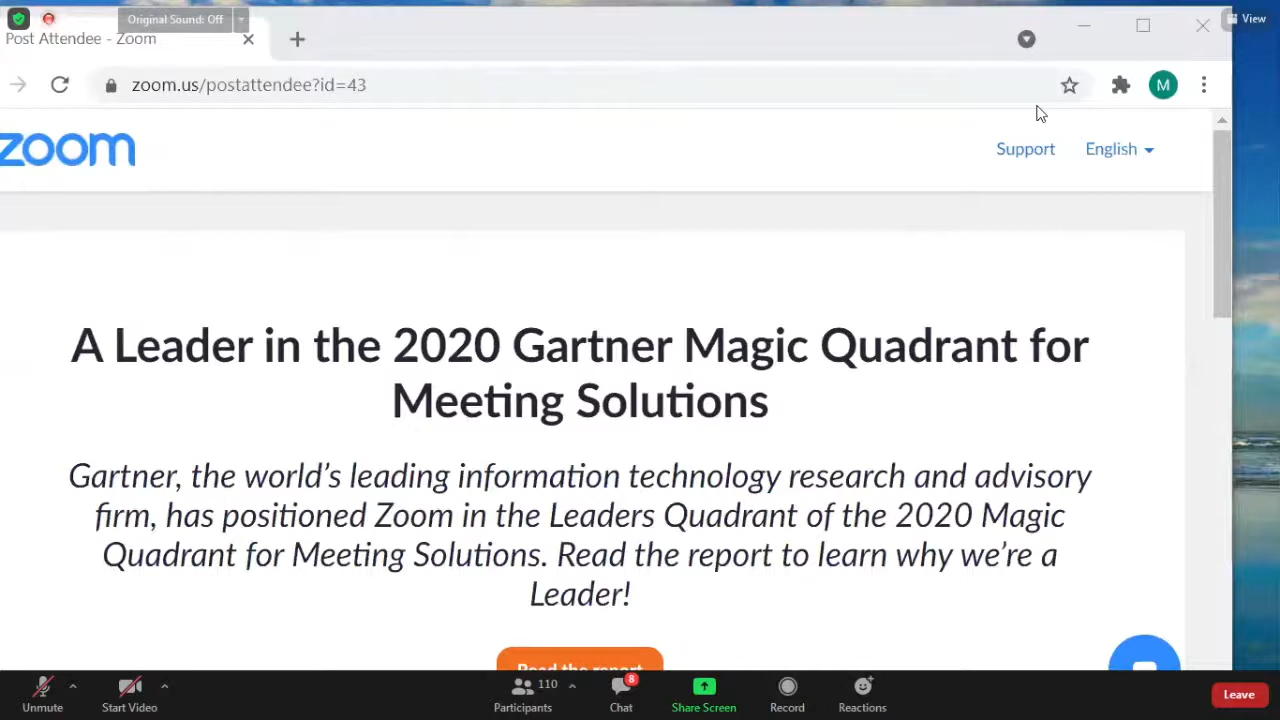 Original Sound: Off
View
Post Attendee - Zoom
zoom.us/postattendee?id=43
M
zoom
Support
English
A Leader in the 2020 Gartner Magic Quadrant for
Meeting Solutions
Gartner, the world's leading information technology research and advisory
firm, has positioned Zoom in the Leaders Quadrant of the 2020 Magic
Quadrant for Meeting Solutions. Read the report to learn why we're a
Leader!
Read the report
110
8
Unmute
Start Video
Participants
Chat
Share Screen
Record
Reactions
Leave